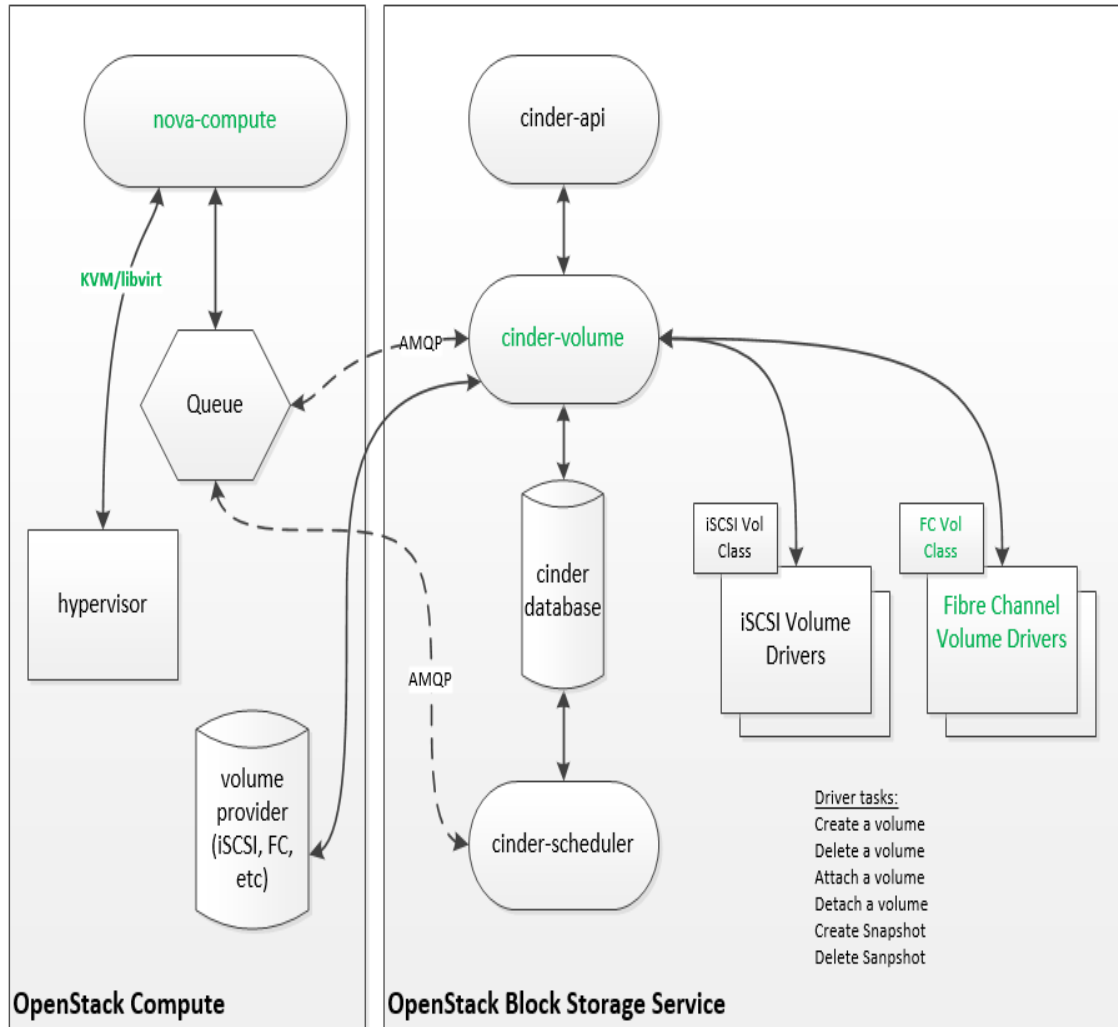 nova-compute
KVM/libvirt
Queue
hypervisor
volume
provider
(iSCSI, FC,
etc)
OpenStack Compute
AMQP
AMQP
cinder-api
cinder-volume
cinder
database
cinder-scheduler
iSCSI Vol
Class
iSCSI Volume
Drivers
FC Vol
Class
Fibre Channel
Volume Drivers
Driver tasks:
Create a volume
Delete a volume
Attach a volume
Detach a volume
Create Snapshot
Delete Sanpshot
OpenStack Block Storage Service